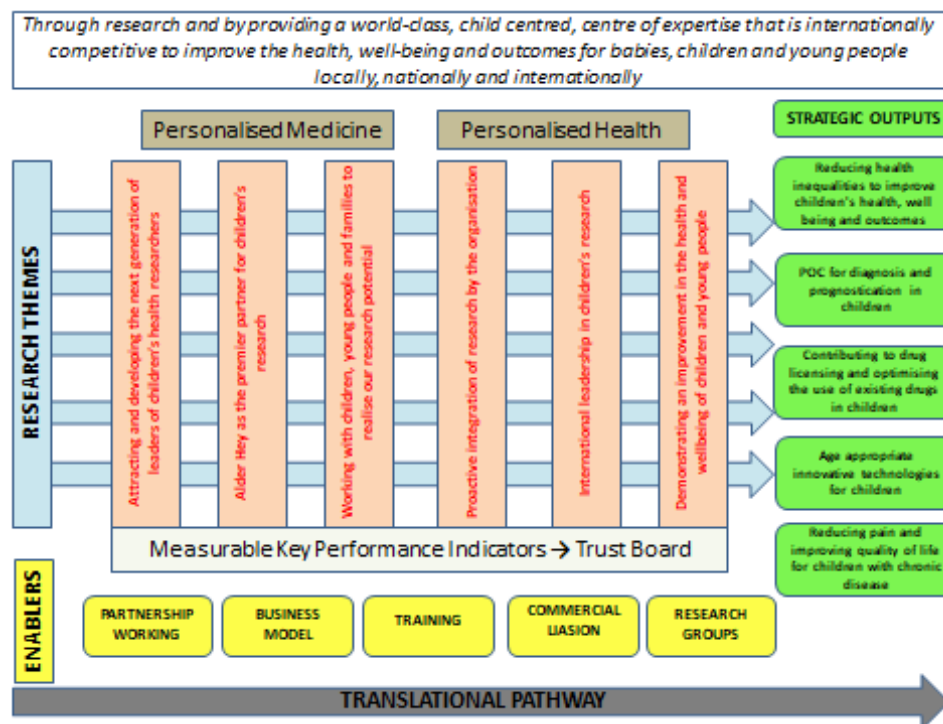 Through research and by providing a world-class, child centred, centre of expertise that is internationally
competitive to improve the health, well-being and outcomes for babies, children and young people
locally, nationally and internationally
Personalised Medicine
Personalised Health
STRATEGIC OUTPUTS
RESEARCH THEMES
Attracting and developing the next generation of
leaders of children's health researchers
Alder Hey as the premier partner for children's
research
Working with children, young people and families to
realise our research potential
Proactive integration of research by the organisation
International leadership in children's research
Demonstrating an improvement in the health and
wellbeing of children and young people
Reducing health
inequalities to improve
children's health, well
being and outcomes
POC for diagnosis and
prognostication in
children
Contributing to drug
licensing and optimising
the use of existing drugs
in children
Age appropriate
innovative technologies
for children
Reducing pain and
improving quality of life
for children with chronic
disease
Measurable Key Performance Indicators → Trust Board
ENABLERS
PARTNERSHIP
WORKING
BUSINESS
MODEL
TRAINING
COMMERCIAL
LIASION
RESEARCH
GROUPS
TRANSLATIONAL PATHWAY